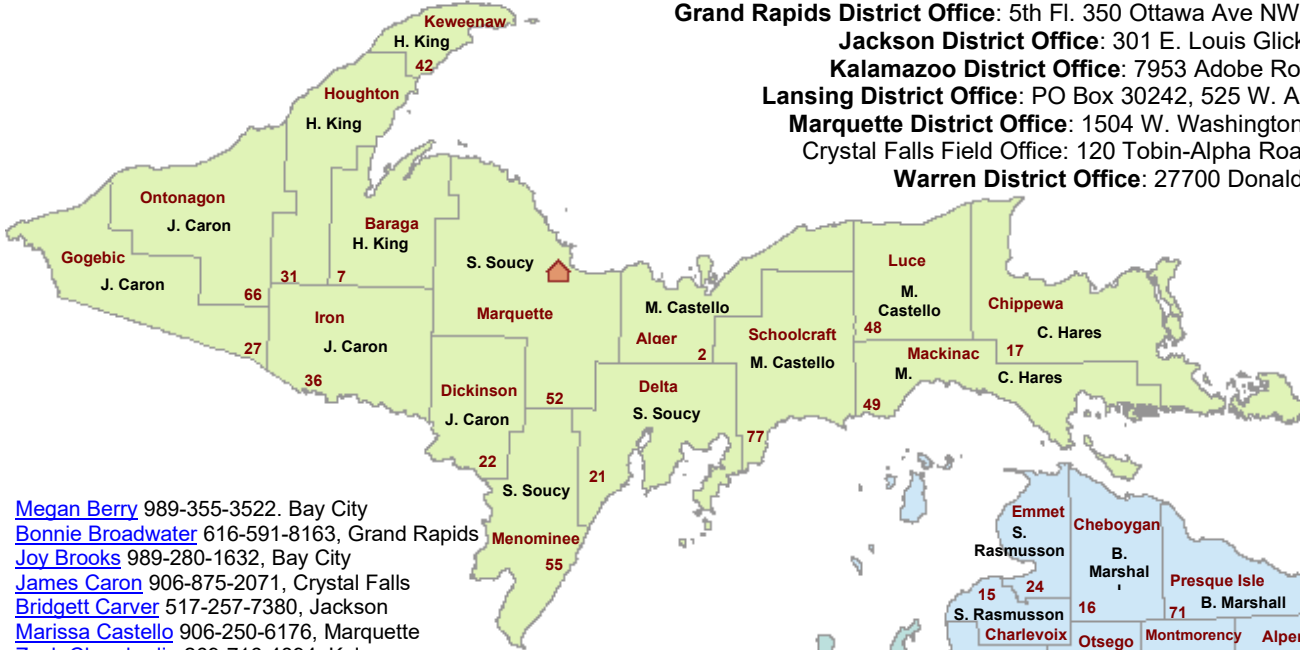 Grand Rapids District Office: 5th Fl. 350 Ottawa Ave NW
Jackson District Office: 301 E. Louis Glick
Kalamazoo District Office: 7953 Adobe Ro
Lansing District Office: PO Box 30242, 525 W. A
Marquette District Office: 1504 W. Washington
Crystal Falls Field Office: 120 Tobin-Alpha Roa
Warren District Office: 27700 Donald
Keweenaw
H. King
42
Houghton
H. King
31
Ontonagon
J. Caron
66
Gogebic
J. Caron
27
Baraga
H. King
7
Iron
J. Caron
36
S. Soucy
Marquette
52
Dickinson
J. Caron
22
M. Castello
Alger
2
Delta
S. Soucy
21
S. Soucy
Menominee
55
Schoolcraft
M. Castello
77
Luce
M.
Castello
48
Chippewa
C. Hares
17
Mackinac
M.
C. Hares
49
Emmet
S.
Rasmusson
24
Cheboygan
B.
Marshal
l
16
Presque Isle
B. Marshall
71
15
S. Rasmusson
Charlevoix
Otsego
Montmorency
Alpen
Megan Berry 989-355-3522. Bay City
Bonnie Broadwater 616-591-8163, Grand Rapids
Joy Brooks 989-280-1632, Bay City
James Caron 906-875-2071, Crystal Falls
Bridgett Carver 517-257-7380, Jackson
Marissa Castello 906-250-6176, Marquette